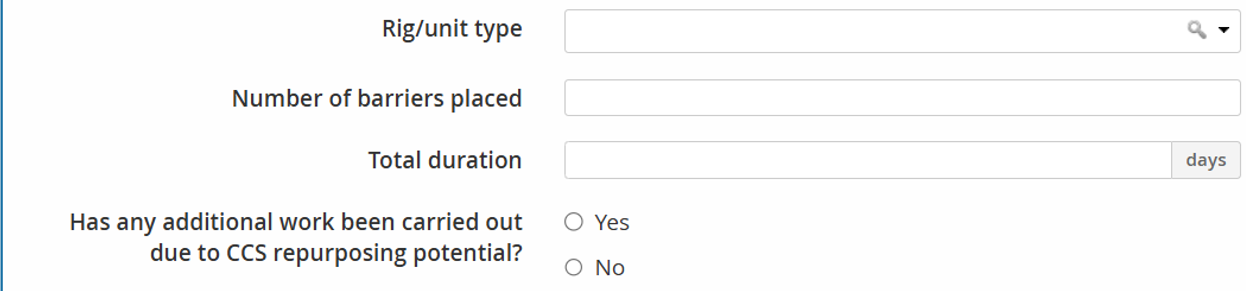 Rig/unit type
Number of barriers placed
Total duration
days
Has any additional work been carried out
due to CCS repurposing potential?
Yes
No